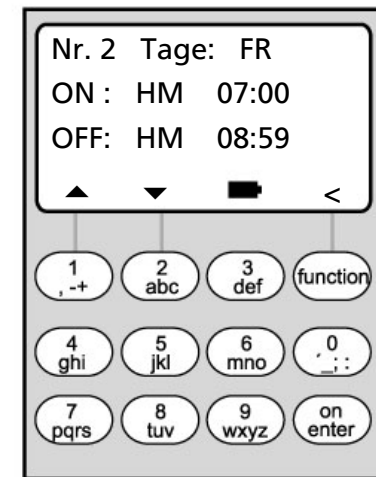 Nr. 2 Tage: FR
ON : HM 07:00
OFF: HM 08:59
<
1 2 3 function
, -+ abc def
4 5 6 0
ghi jkl mno ´_; :
7 8 9 on
pqrs tuv wxyz enter